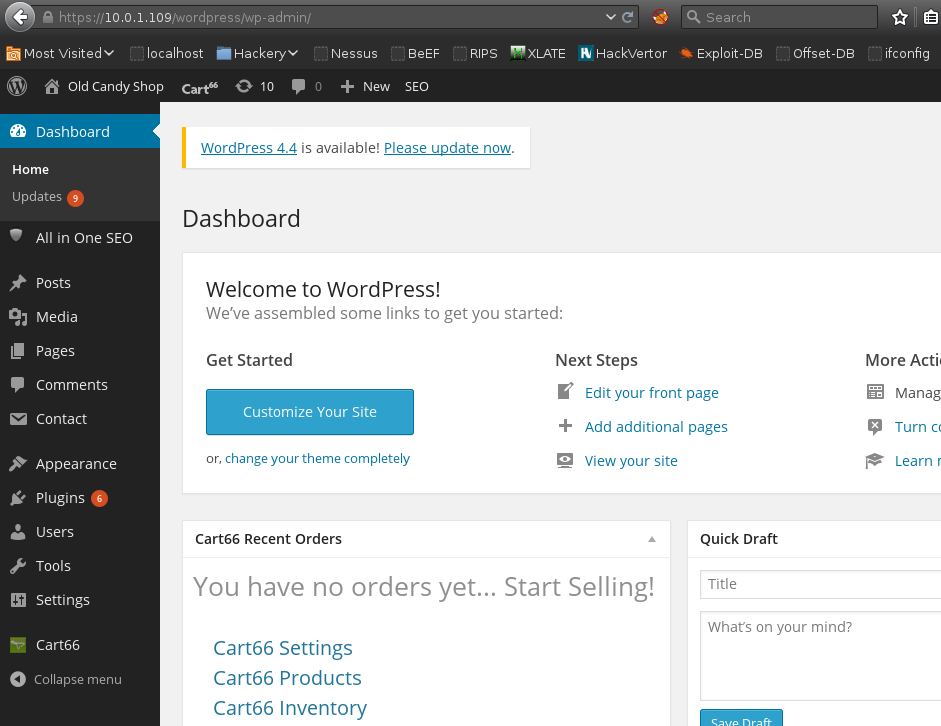 https://10.0.1.109/wordpress/wp-admin/ Search
Most Visited localhost Hackery Nessus BeEF RIPS XLATE HackVertor Exploit-DB Offset-DB ifconfig
Old Candy Shop Cart66 10 0 New SEO
Dashboard
Home
Updates 9
All in One SEO
Posts
Media
Pages
Comments
Contact
Appearance
Plugins 6
Users
Tools
Settings
Cart66
Collapse menu
WordPress 4.4 is available! Please update now.
Dashboard
Welcome to WordPress!
We've assembled some links to get you started:
Get Started
Customize Your Site
or, change your theme completely
Next Steps
Edit your front page
Add additional pages
View your site
More Acti
Manag
Turn co
Learn
Cart66 Recent Orders
You have no orders yet... Start Selling!
Cart66 Settings
Cart66 Products
Cart66 Inventory
Quick Draft
Title
What's on your mind?
Save Draft